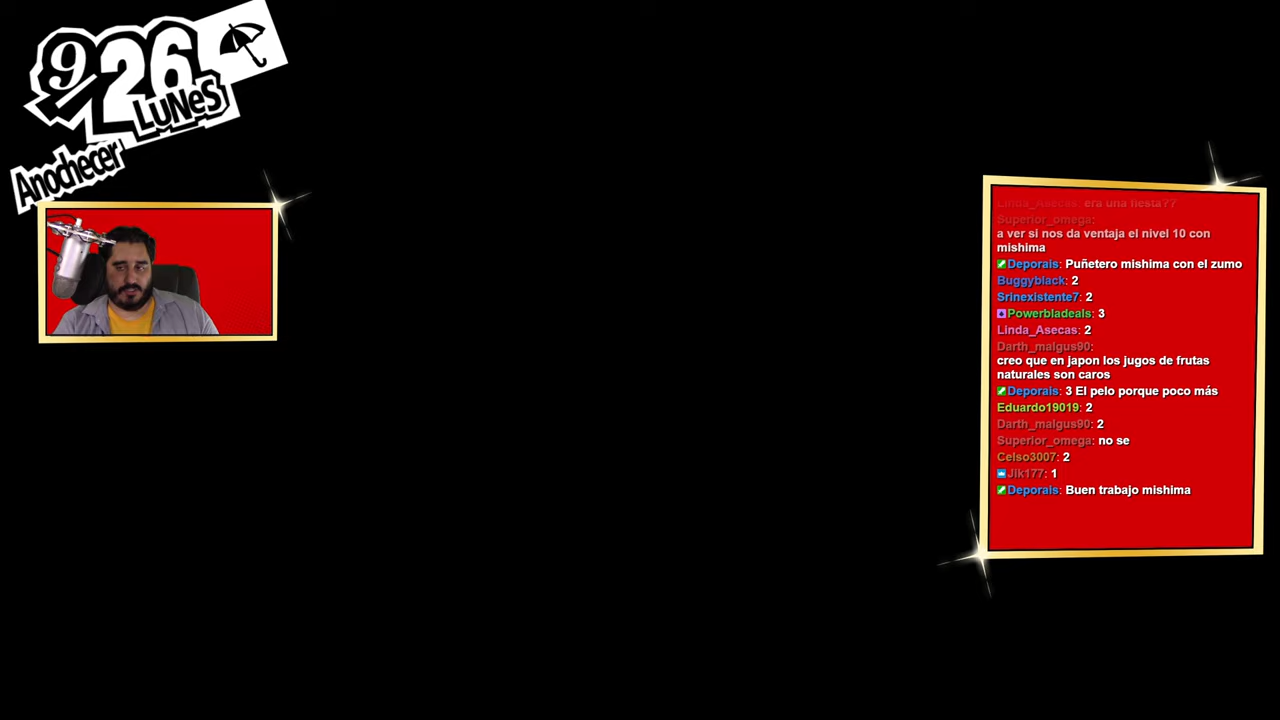 9/26
LuNeS
Anochecer
Linda_Asecas: era una fiesta??
Superior_omega:
a ver si nos da ventaja el nivel 10 con
mishima
Deporais: Puñetero mishima con el zumo
Buggyblack: 2
Srinexistente7: 2
Powerbladeals: 3
Linda_Asecas: 2
Darth_malgus90:
creo que en japon los jugos de frutas
naturales son caros
Deporais: 3 El pelo porque poco más
Eduardo19019: 2
Darth_malgus90: 2
Superior_omega: no se
Celso3007: 2
Jik177: 1
Deporais: Buen trabajo mishima